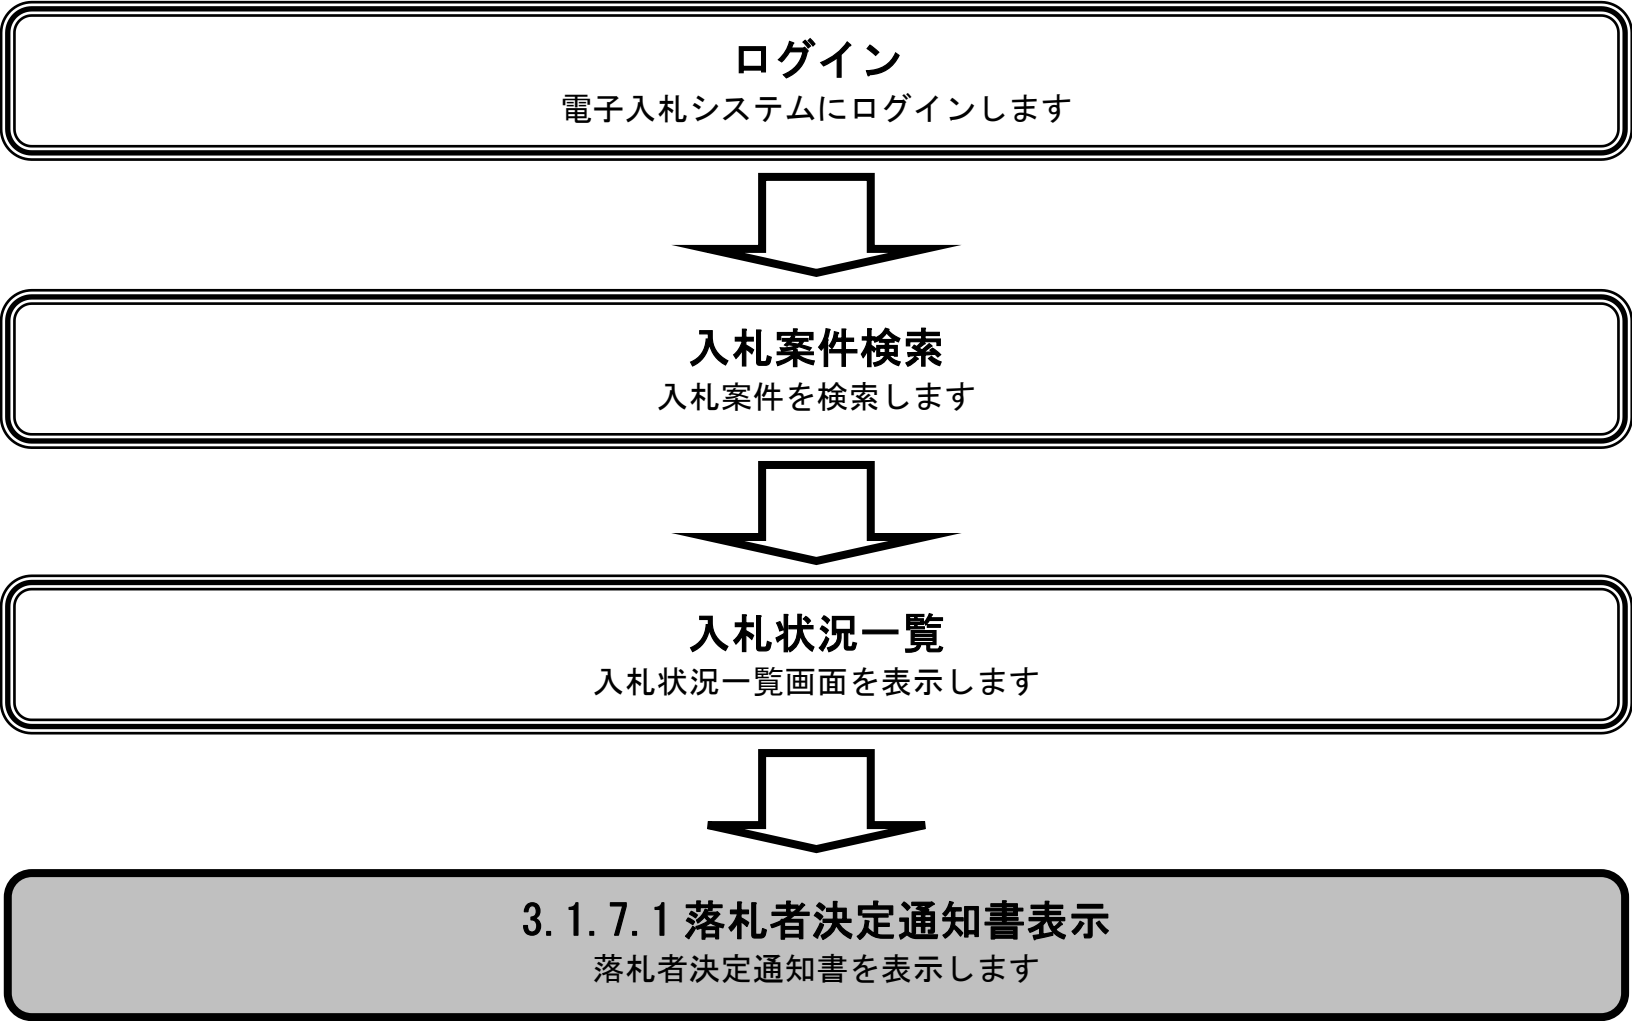 ログイン
電子入札システムにログインします
入札案件検索
入札案件を検索します
入札状況一覧
入札状況一覧画面を表示します
3.1.7.1 落札者決定通知書表示
落札者決定通知書を表示します